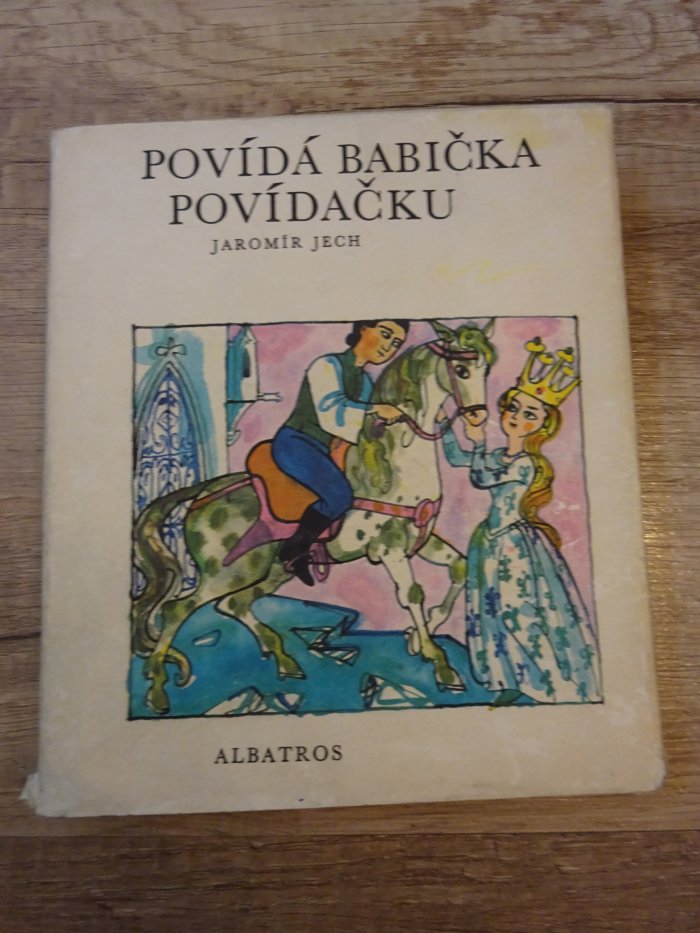 POVÍDÁ BABIČKA
POVÍDAČKU
JAROMÍR JECH
ALBATROS